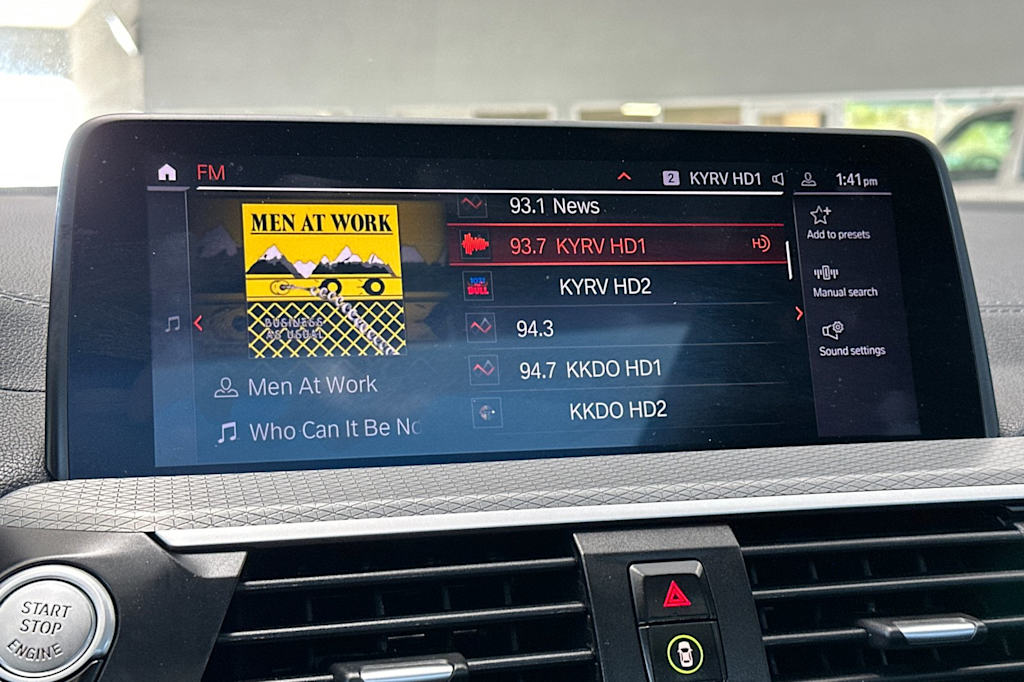 FM
2 KYRV HD1
1:41 pm
MEN AT WORK
BUSINESS
AS USUAL
Men At Work
Who Can It Be No
93.1 News
93.7 KYRV HD1
HD
BULL
KYRV HD2
94.3
94.7 KKDO HD1
KKDO HD2
Add to presets
Manual search
Sound settings
START
STOP
ENGINE